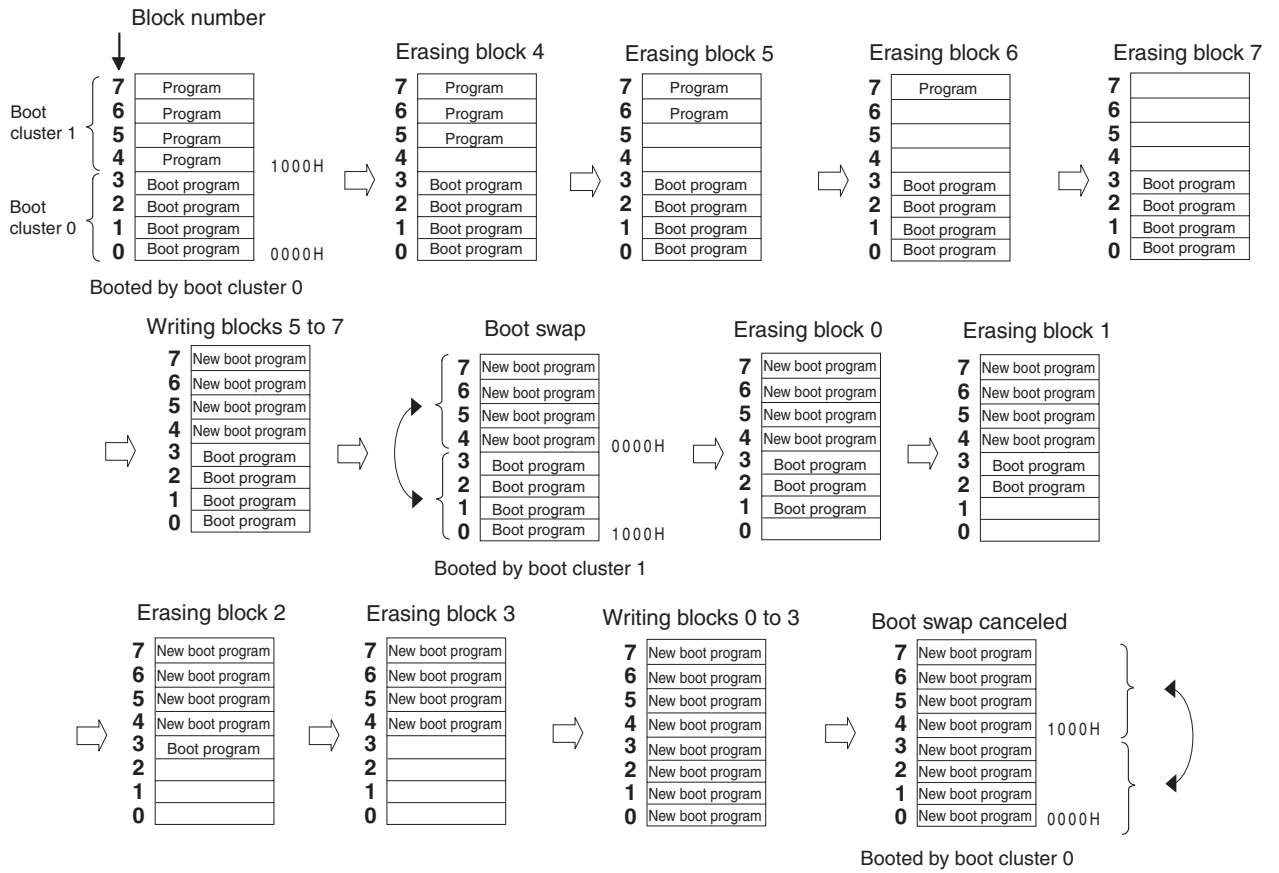 Block number
Erasing block 4
Erasing block 5
Erasing block 6
Erasing block 7
Boot
cluster 1
Boot
cluster 0
7 Program
6 Program
5 Program
4 Program
1000H
3 Boot program
2 Boot program
1 Boot program
0 Boot program
0000H
Booted by boot cluster 0
7 Program
6 Program
5 Program
4
3 Boot program
2 Boot program
1 Boot program
0 Boot program
7 Program
6 Program
5
4
3 Boot program
2 Boot program
1 Boot program
0 Boot program
7 Program
6
5
4
3 Boot program
2 Boot program
1 Boot program
0 Boot program
7
6
5
4
3 Boot program
2 Boot program
1 Boot program
0 Boot program
Writing blocks 5 to 7
7 New boot program
6 New boot program
5 New boot program
4 New boot program
3 Boot program
2 Boot program
1 Boot program
0 Boot program
Boot swap
7 New boot program
6 New boot program
5 New boot program
4 New boot program
0000H
3 Boot program
2 Boot program
1 Boot program
0 Boot program
1000H
Booted by boot cluster 1
Erasing block 0
7 New boot program
6 New boot program
5 New boot program
4 New boot program
3 Boot program
2 Boot program
1 Boot program
0
Erasing block 1
7 New boot program
6 New boot program
5 New boot program
4 New boot program
3 Boot program
2 Boot program
1
0
Erasing block 2
7 New boot program
6 New boot program
5 New boot program
4 New boot program
3 Boot program
2
1
0
Erasing block 3
7 New boot program
6 New boot program
5 New boot program
4 New boot program
3
2
1
0
Writing blocks 0 to 3
7 New boot program
6 New boot program
5 New boot program
4 New boot program
3 New boot program
2 New boot program
1 New boot program
0 New boot program
Boot swap canceled
7 New boot program
6 New boot program
5 New boot program
4 New boot program
1000H
3 New boot program
2 New boot program
1 New boot program
0 New boot program
0000H
Booted by boot cluster 0